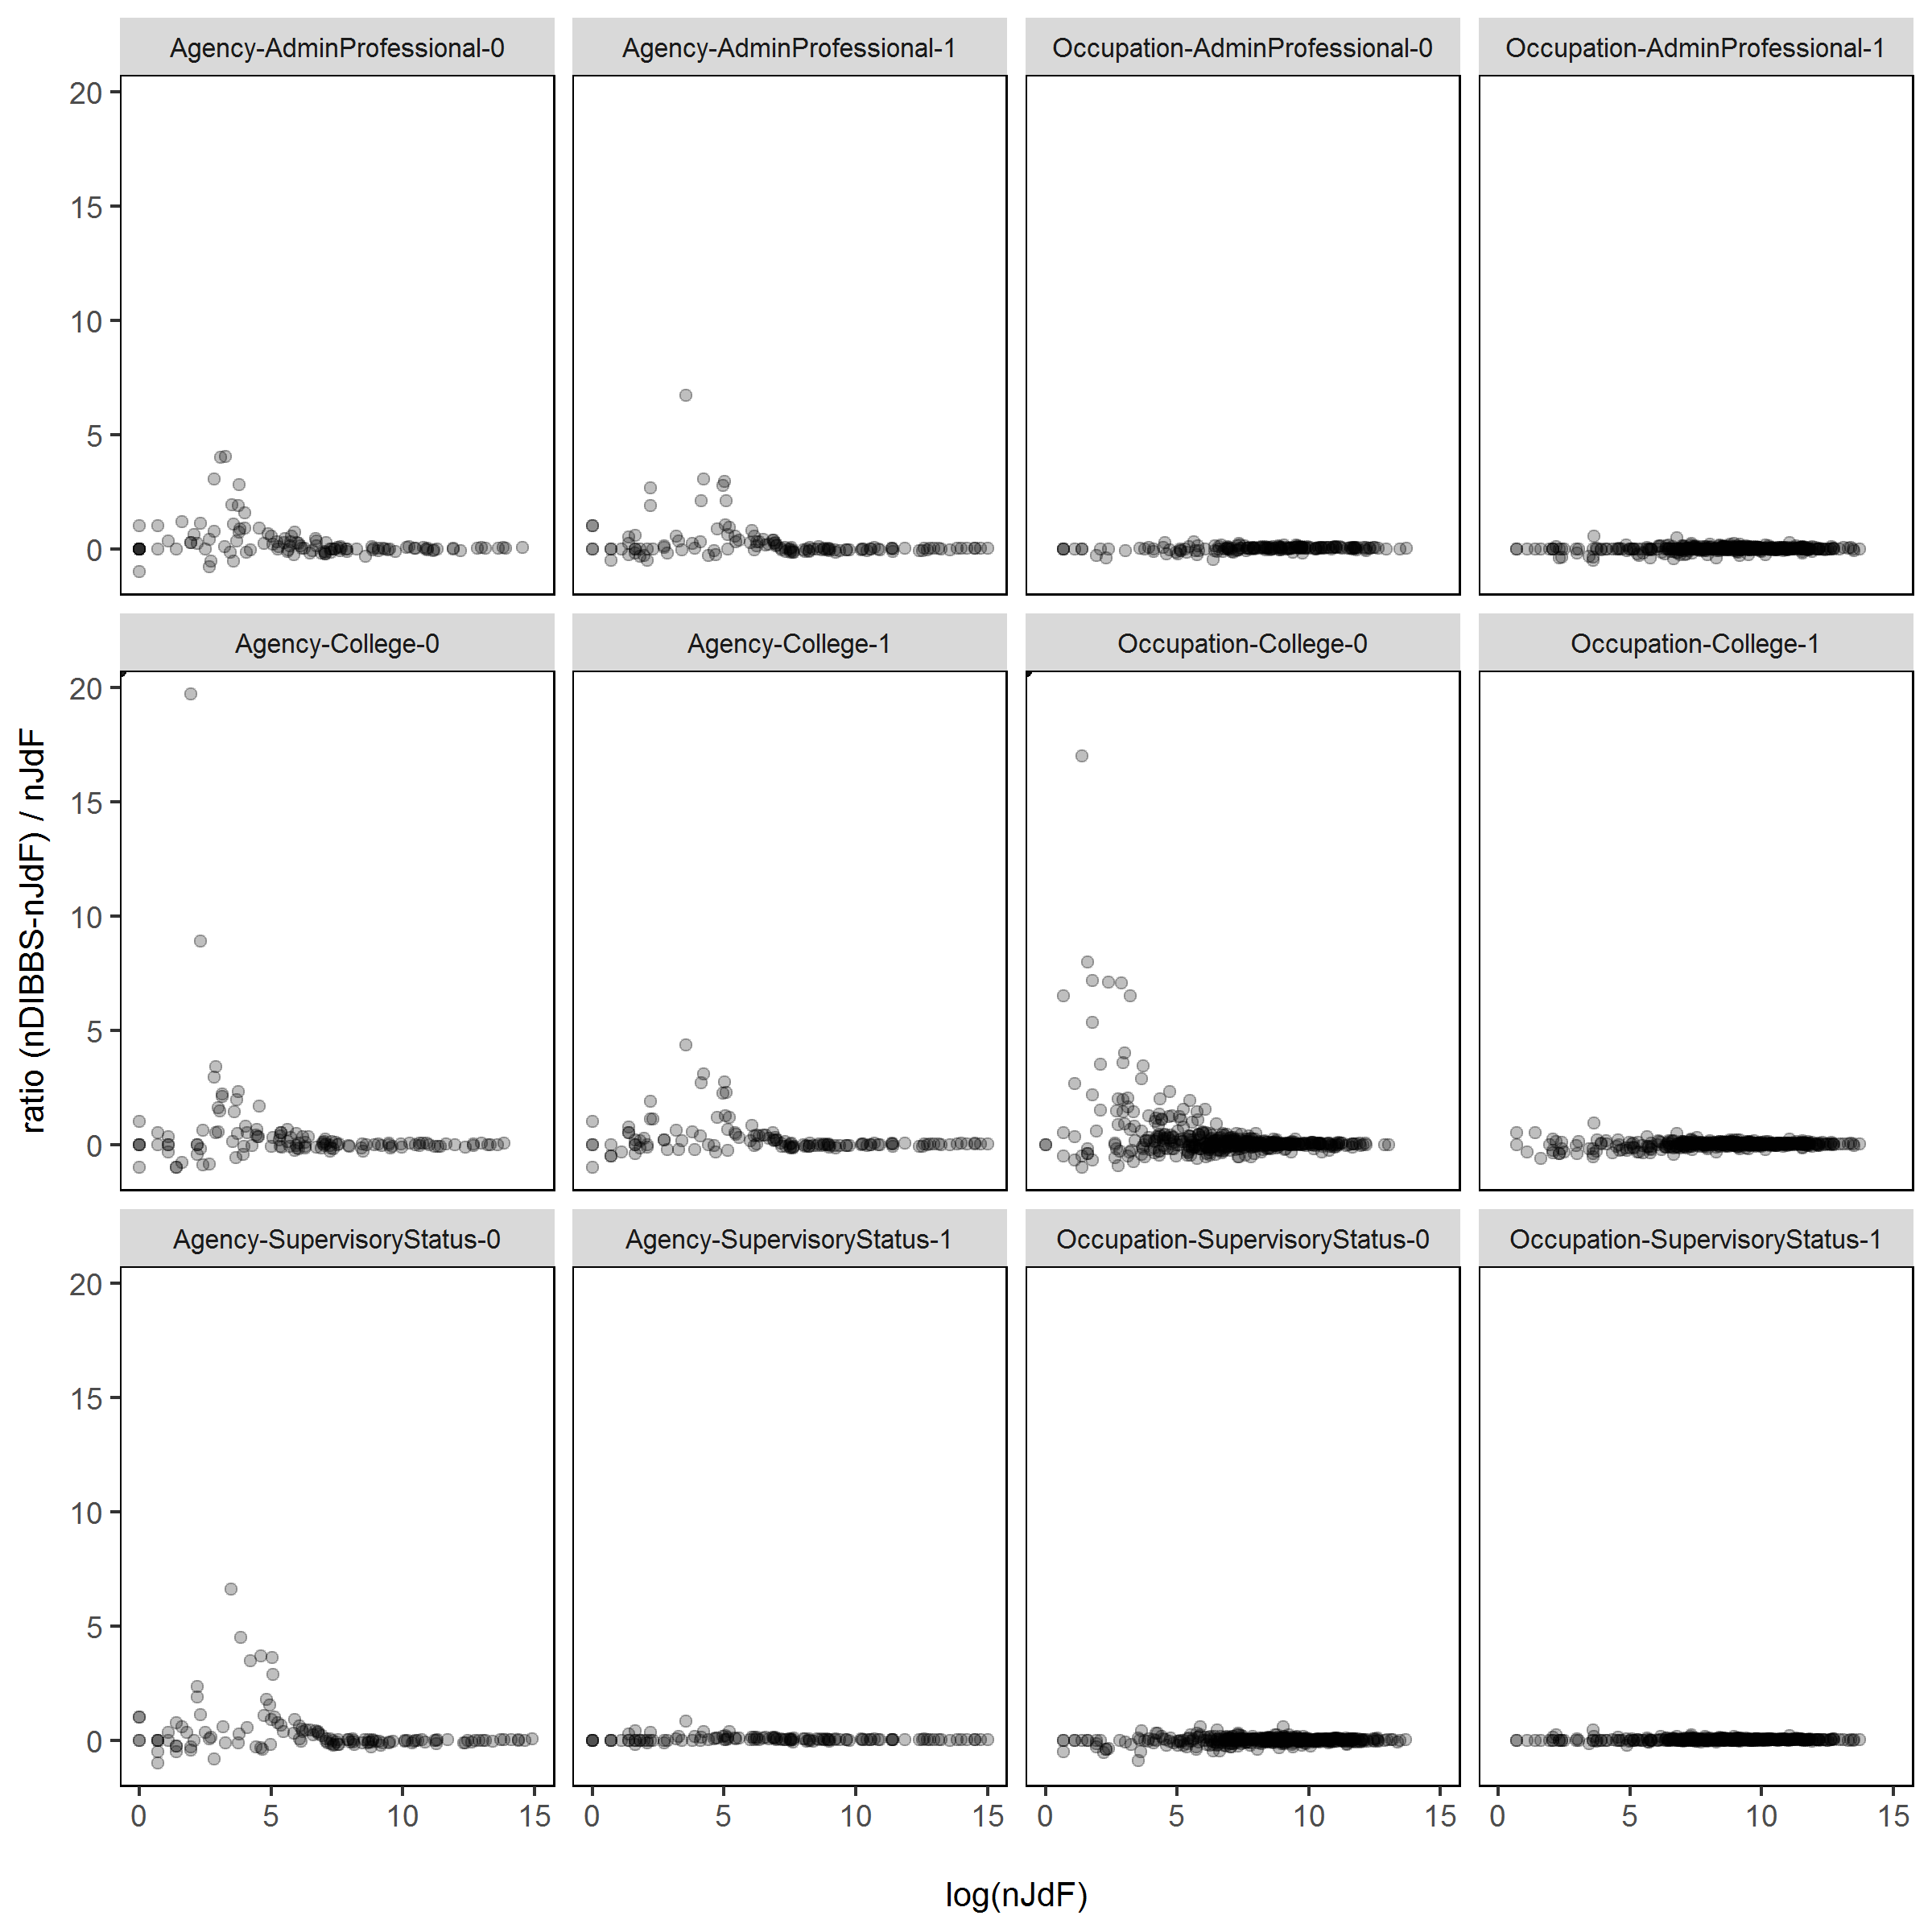 Agency-AdminProfessional-0
Agency-AdminProfessional-1
Occupation-AdminProfessional-0
Occupation-AdminProfessional-1
20
15
10
5
0
Agency-College-0
Agency-College-1
Occupation-College-0
Occupation-College-1
20
15
10
5
0
ratio (nDIBBS-nJdF) / nJdF
Agency-SupervisoryStatus-0
Agency-SupervisoryStatus-1
Occupation-SupervisoryStatus-0
Occupation-SupervisoryStatus-1
20
15
10
5
0
0 5 10 15
0 5 10 15
0 5 10 15
0 5 10 15
log(nJdF)